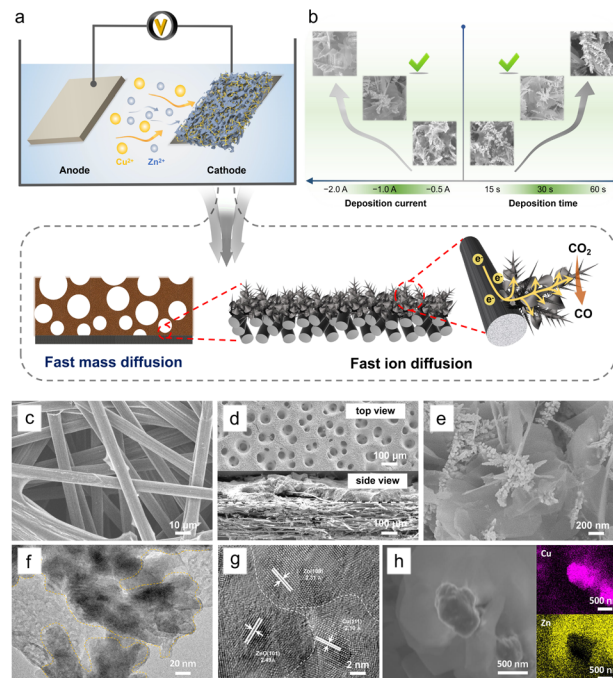 a
V
Cu²⁺
Zn²⁺
Anode
Cathode
b
−2.0 A
−1.0 A
−0.5 A
15 s
30 s
60 s
Deposition current
Deposition time
e⁻
e⁻
e⁻
CO₂
CO
Fast mass diffusion
Fast ion diffusion
c
10 μm
d
top view
100 μm
side view
100 μm
e
200 nm
f
20 nm
g
2 nm
h
500 nm
Cu
500 nm
Zn
500 nm